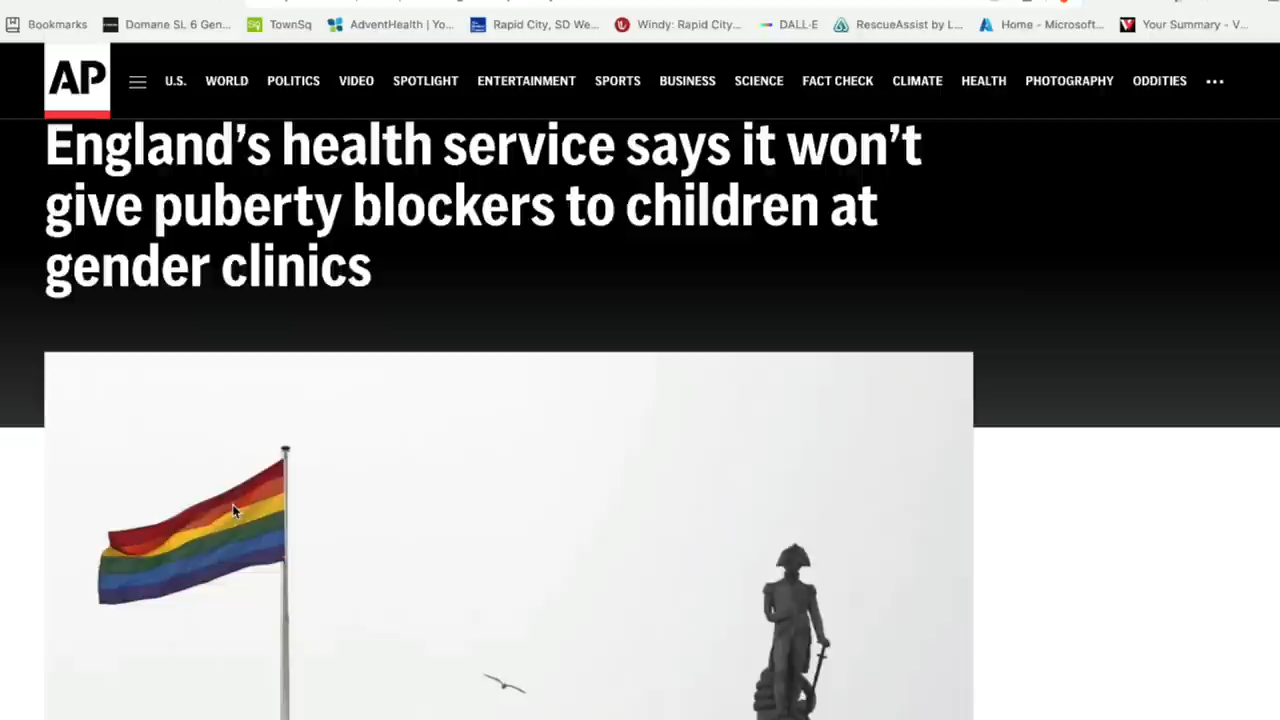 Bookmarks Domane SL 6 Gen... TownSq AdventHealth | Yo... Rapid City, SD We... Windy: Rapid City... DALL·E RescueAssist by L... Home - Microsoft... Your Summary - V...
AP U.S. WORLD POLITICS VIDEO SPOTLIGHT ENTERTAINMENT SPORTS BUSINESS SCIENCE FACT CHECK CLIMATE HEALTH PHOTOGRAPHY ODDITIES
England’s health service says it won’t
give puberty blockers to children at
gender clinics